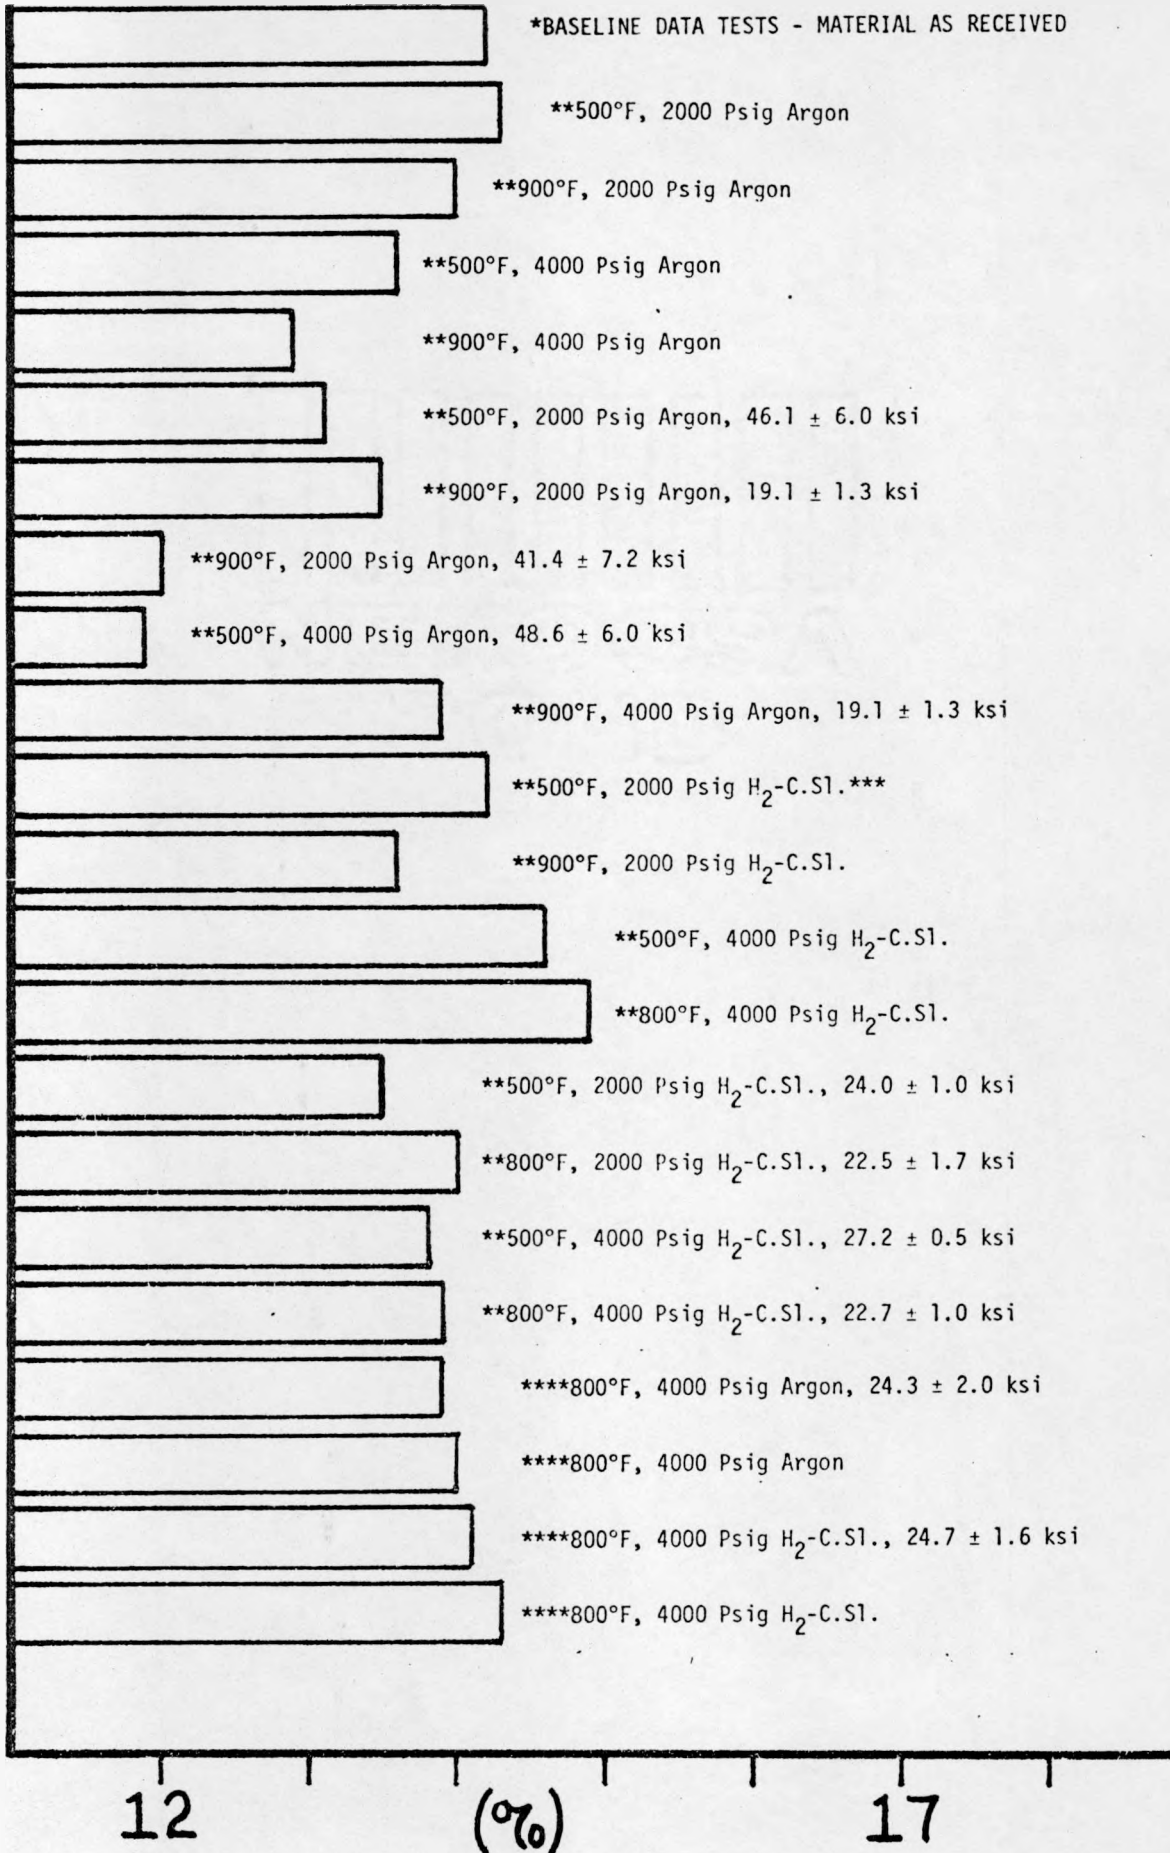 *BASELINE DATA TESTS - MATERIAL AS RECEIVED
**500°F, 2000 Psig Argon
**900°F, 2000 Psig Argon
**500°F, 4000 Psig Argon
**900°F, 4000 Psig Argon
**500°F, 2000 Psig Argon, 46.1 ± 6.0 ksi
**900°F, 2000 Psig Argon, 19.1 ± 1.3 ksi
**900°F, 2000 Psig Argon, 41.4 ± 7.2 ksi
**500°F, 4000 Psig Argon, 48.6 ± 6.0 ksi
**900°F, 4000 Psig Argon, 19.1 ± 1.3 ksi
**500°F, 2000 Psig H₂-C.Sl.***
**900°F, 2000 Psig H₂-C.Sl.
**500°F, 4000 Psig H₂-C.Sl.
**800°F, 4000 Psig H₂-C.Sl.
**500°F, 2000 Psig H₂-C.Sl., 24.0 ± 1.0 ksi
**800°F, 2000 Psig H₂-C.Sl., 22.5 ± 1.7 ksi
**500°F, 4000 Psig H₂-C.Sl., 27.2 ± 0.5 ksi
**800°F, 4000 Psig H₂-C.Sl., 22.7 ± 1.0 ksi
****800°F, 4000 Psig Argon, 24.3 ± 2.0 ksi
****800°F, 4000 Psig Argon
****800°F, 4000 Psig H₂-C.Sl., 24.7 ± 1.6 ksi
****800°F, 4000 Psig H₂-C.Sl.
12 (%) 17